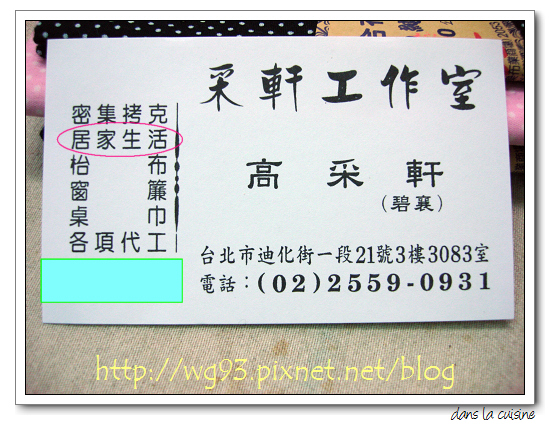 采軒工作室
密集拷克
居家生活
枱布
窗簾
桌巾
各項代工
高采軒
(碧襄)
台北市迪化街一段21號3樓3083室
電話：(02)2559-0931
http://wg93.pixnet.net/blog
dans la cuisine